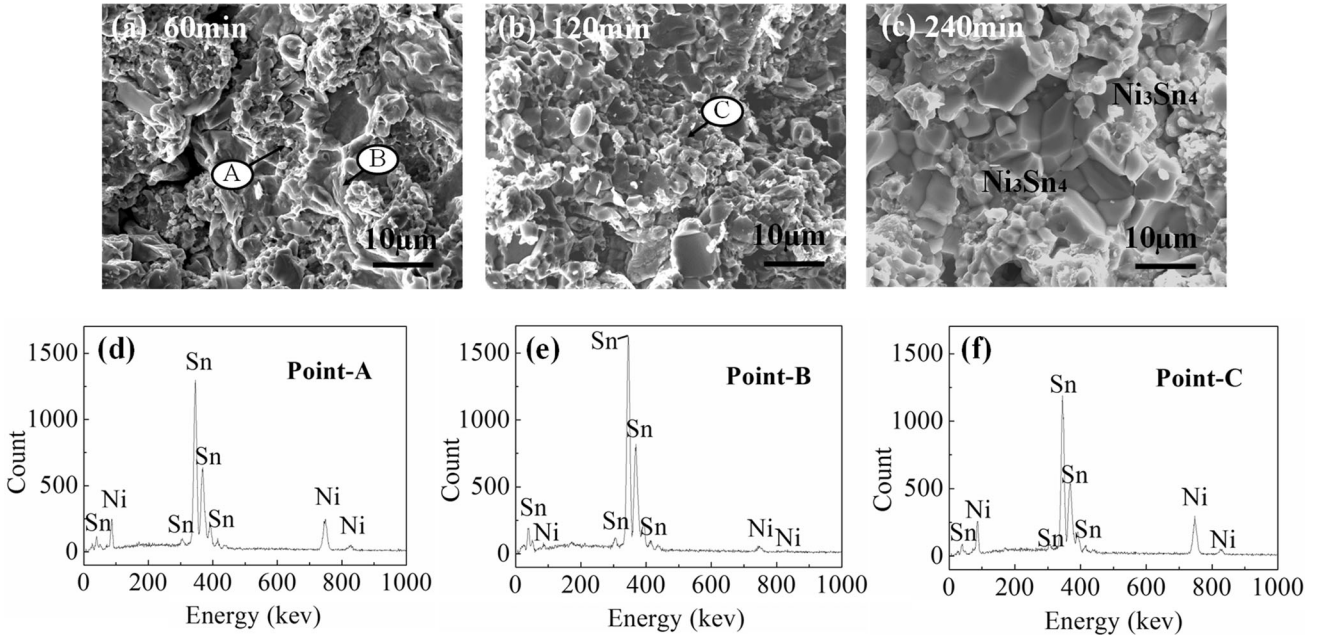 (a) 60min
A
B
10μm
(b) 120min
C
10μm
(c) 240min
Ni₃Sn₄
Ni₃Sn₄
10μm
(d)
Point-A
1500
1000
500
0
Count
Sn
Ni
Sn
Sn
Sn
Sn
Ni
Ni
0 200 400 600 800 1000
Energy (kev)
(e)
Point-B
1500
1000
500
0
Count
Sn
Ni
Sn
Sn
Sn
Sn
Ni
Ni
0 200 400 600 800 1000
Energy (kev)
(f)
Point-C
1500
1000
500
0
Count
Sn
Ni
Sn
Sn
Sn
Sn
Ni
Ni
0 200 400 600 800 1000
Energy (kev)